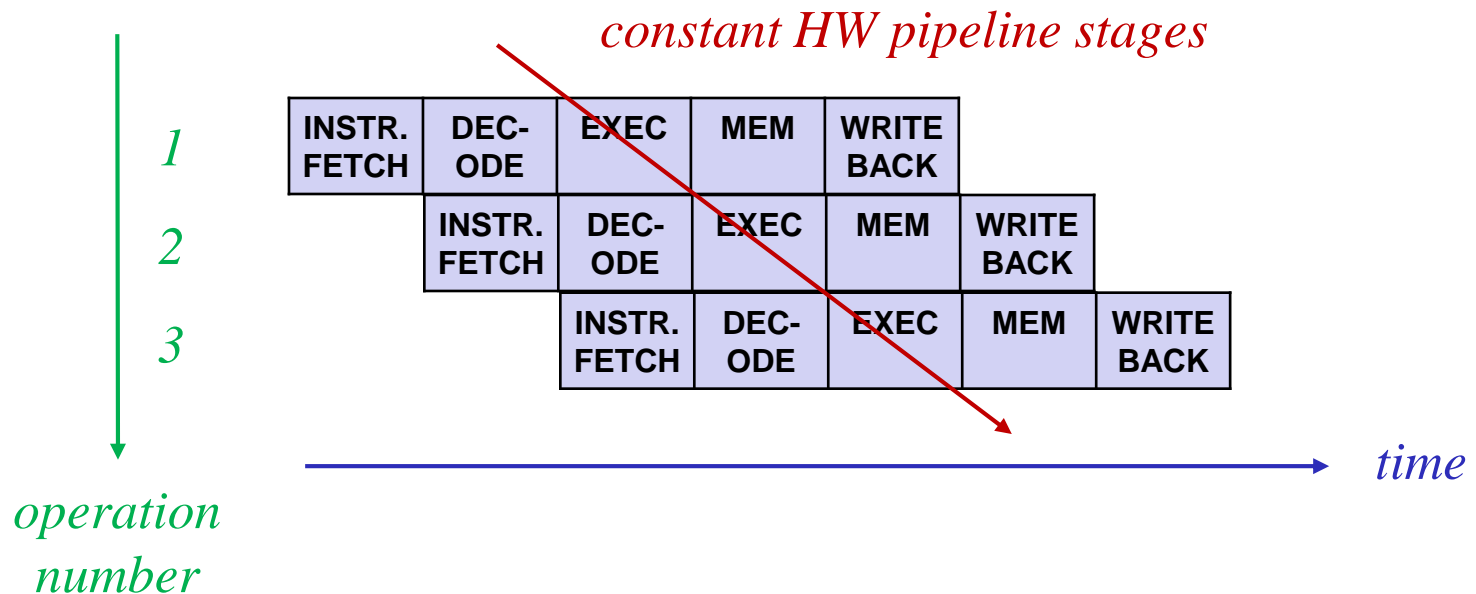 constant HW pipeline stages
1
INSTR. DEC- EXEC MEM WRITE
FETCH ODE BACK
2
INSTR. DEC- EXEC MEM WRITE
FETCH ODE BACK
3
INSTR. DEC- EXEC MEM WRITE
FETCH ODE BACK
time
operation
number